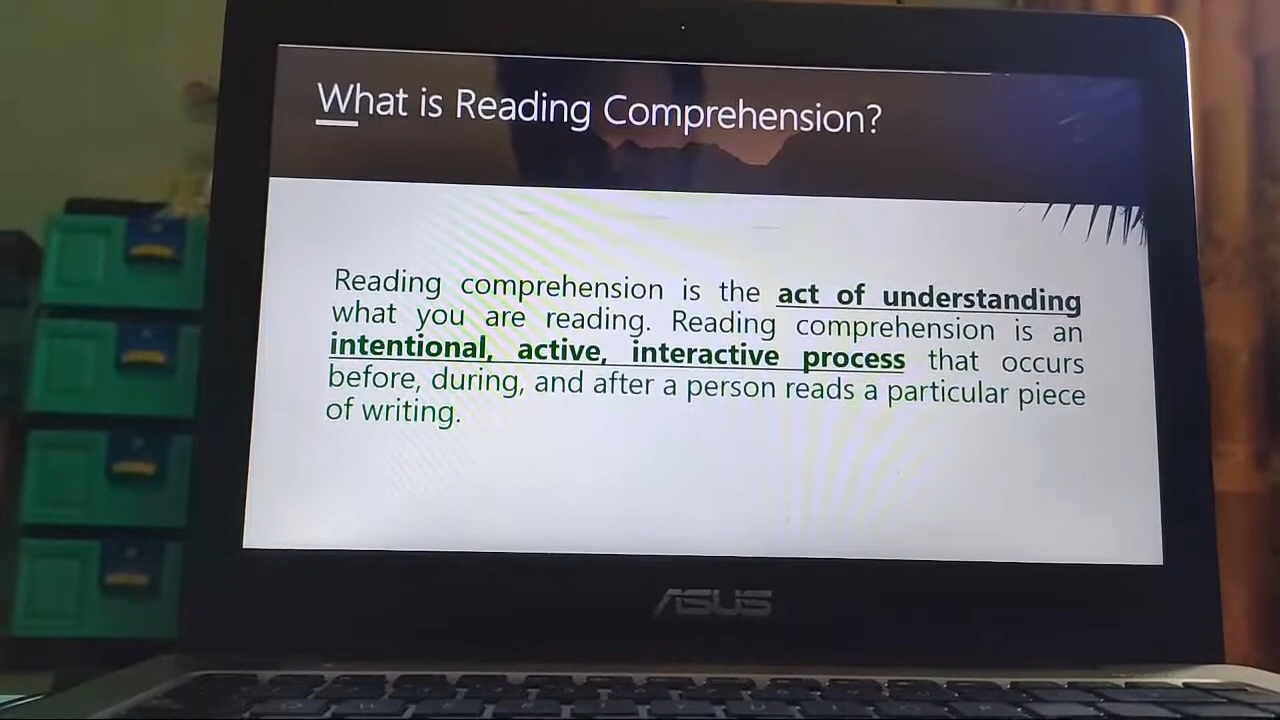 What is Reading Comprehension?
Reading comprehension is the act of understanding
what you are reading. Reading comprehension is an
intentional, active, interactive process that occurs
before, during, and after a person reads a particular piece
of writing.
ASUS